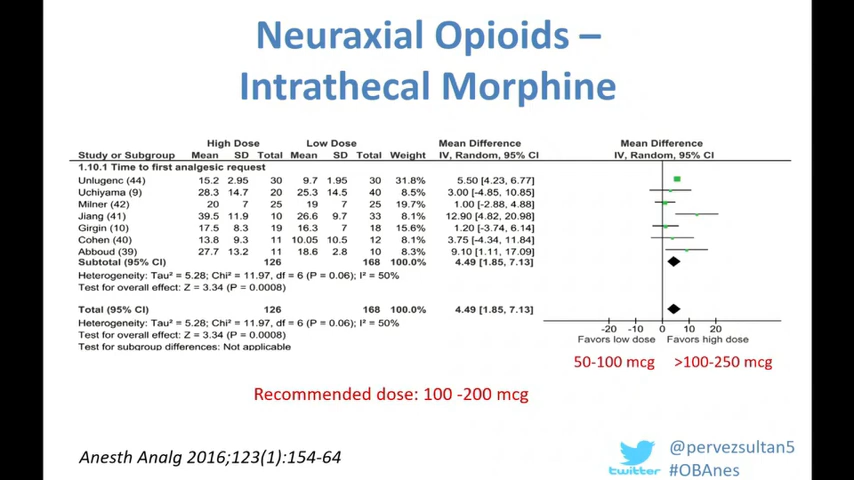 Neuraxial Opioids –
Intrathecal Morphine
High Dose Low Dose Mean Difference Mean Difference
Study or Subgroup Mean SD Total Mean SD Total Weight IV, Random, 95% CI IV, Random, 95% CI
1.10.1 Time to first analgesic request
Unlugenc (44) 15.2 2.95 30 9.7 1.95 30 31.8% 5.50 [4.23, 6.77]
Uchiyama (9) 28.3 14.7 20 25.3 14.5 40 8.5% 3.00 [-4.85, 10.85]
Milner (42) 20 7 25 19 7 25 19.7% 1.00 [-2.88, 4.88]
Jiang (41) 39.5 11.9 10 26.6 9.7 33 8.2% 12.90 [4.82, 20.98]
Girgin (10) 17.5 8.3 19 16.3 7 18 15.6% 1.20 [-3.74, 6.14]
Cohen (40) 13.8 9.3 11 10.05 10.5 12 8.1% 3.75 [-4.34, 11.84]
Abboud (39) 27.7 13.2 11 18.6 2.8 10 8.3% 9.10 [1.11, 17.09]
Subtotal (95% CI) 126 168 100.0% 4.49 [1.85, 7.13]
Heterogeneity: Tau² = 5.28; Chi² = 11.97, df = 6 (P = 0.06); I² = 50%
Test for overall effect: Z = 3.34 (P = 0.0008)
Total (95% CI) 126 168 100.0% 4.49 [1.85, 7.13]
Heterogeneity: Tau² = 5.28; Chi² = 11.97, df = 6 (P = 0.06); I² = 50%
Test for overall effect: Z = 3.34 (P = 0.0008)
Test for subgroup differences: Not applicable
-20 -10 0 10 20
Favors low dose Favors high dose
50-100 mcg >100-250 mcg
Recommended dose: 100 -200 mcg
Anesth Analg 2016;123(1):154-64
twitter
@pervezsultan5
#OBAnes